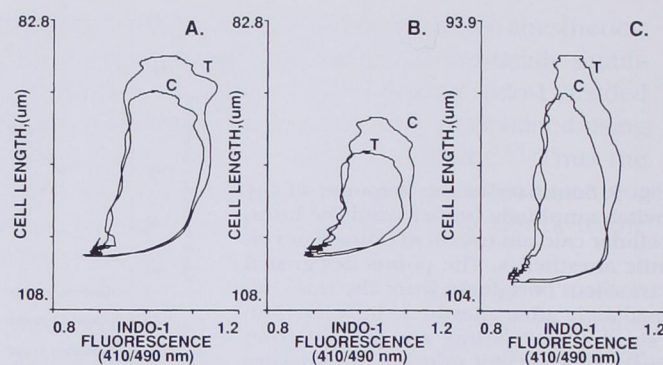 82.8 A. 82.8 B. 93.9 C.
T C T
C T C
CELL LENGTH,(um) CELL LENGTH,(um) CELL LENGTH,(um)
108. 108. 104.
0.8 INDO-1 1.2 0.8 INDO-1 1.2 0.8 INDO-1 1.2
FLUORESCENCE FLUORESCENCE FLUORESCENCE
(410/490 nm) (410/490 nm) (410/490 nm)